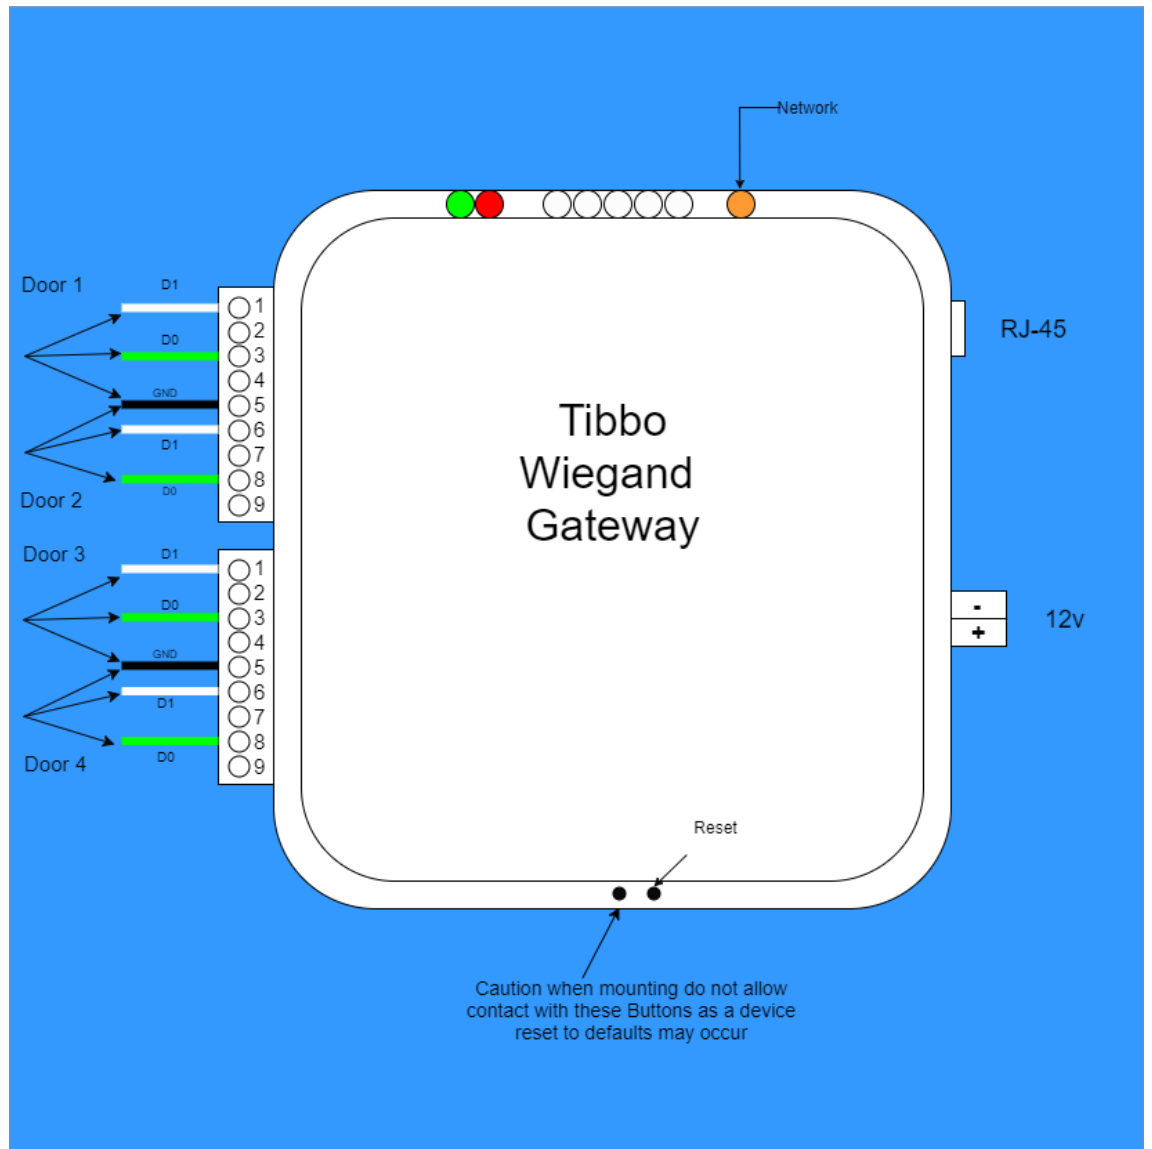 Network
Door 1
D1
D0
GND
D1
D0
Door 2
1
2
3
4
5
6
7
8
9
Door 3
D1
D0
GND
D1
D0
Door 4
1
2
3
4
5
6
7
8
9
Tibbo
Wiegand
Gateway
RJ-45
-
+
12v
Reset
Caution when mounting do not allow
contact with these Buttons as a device
reset to defaults may occur